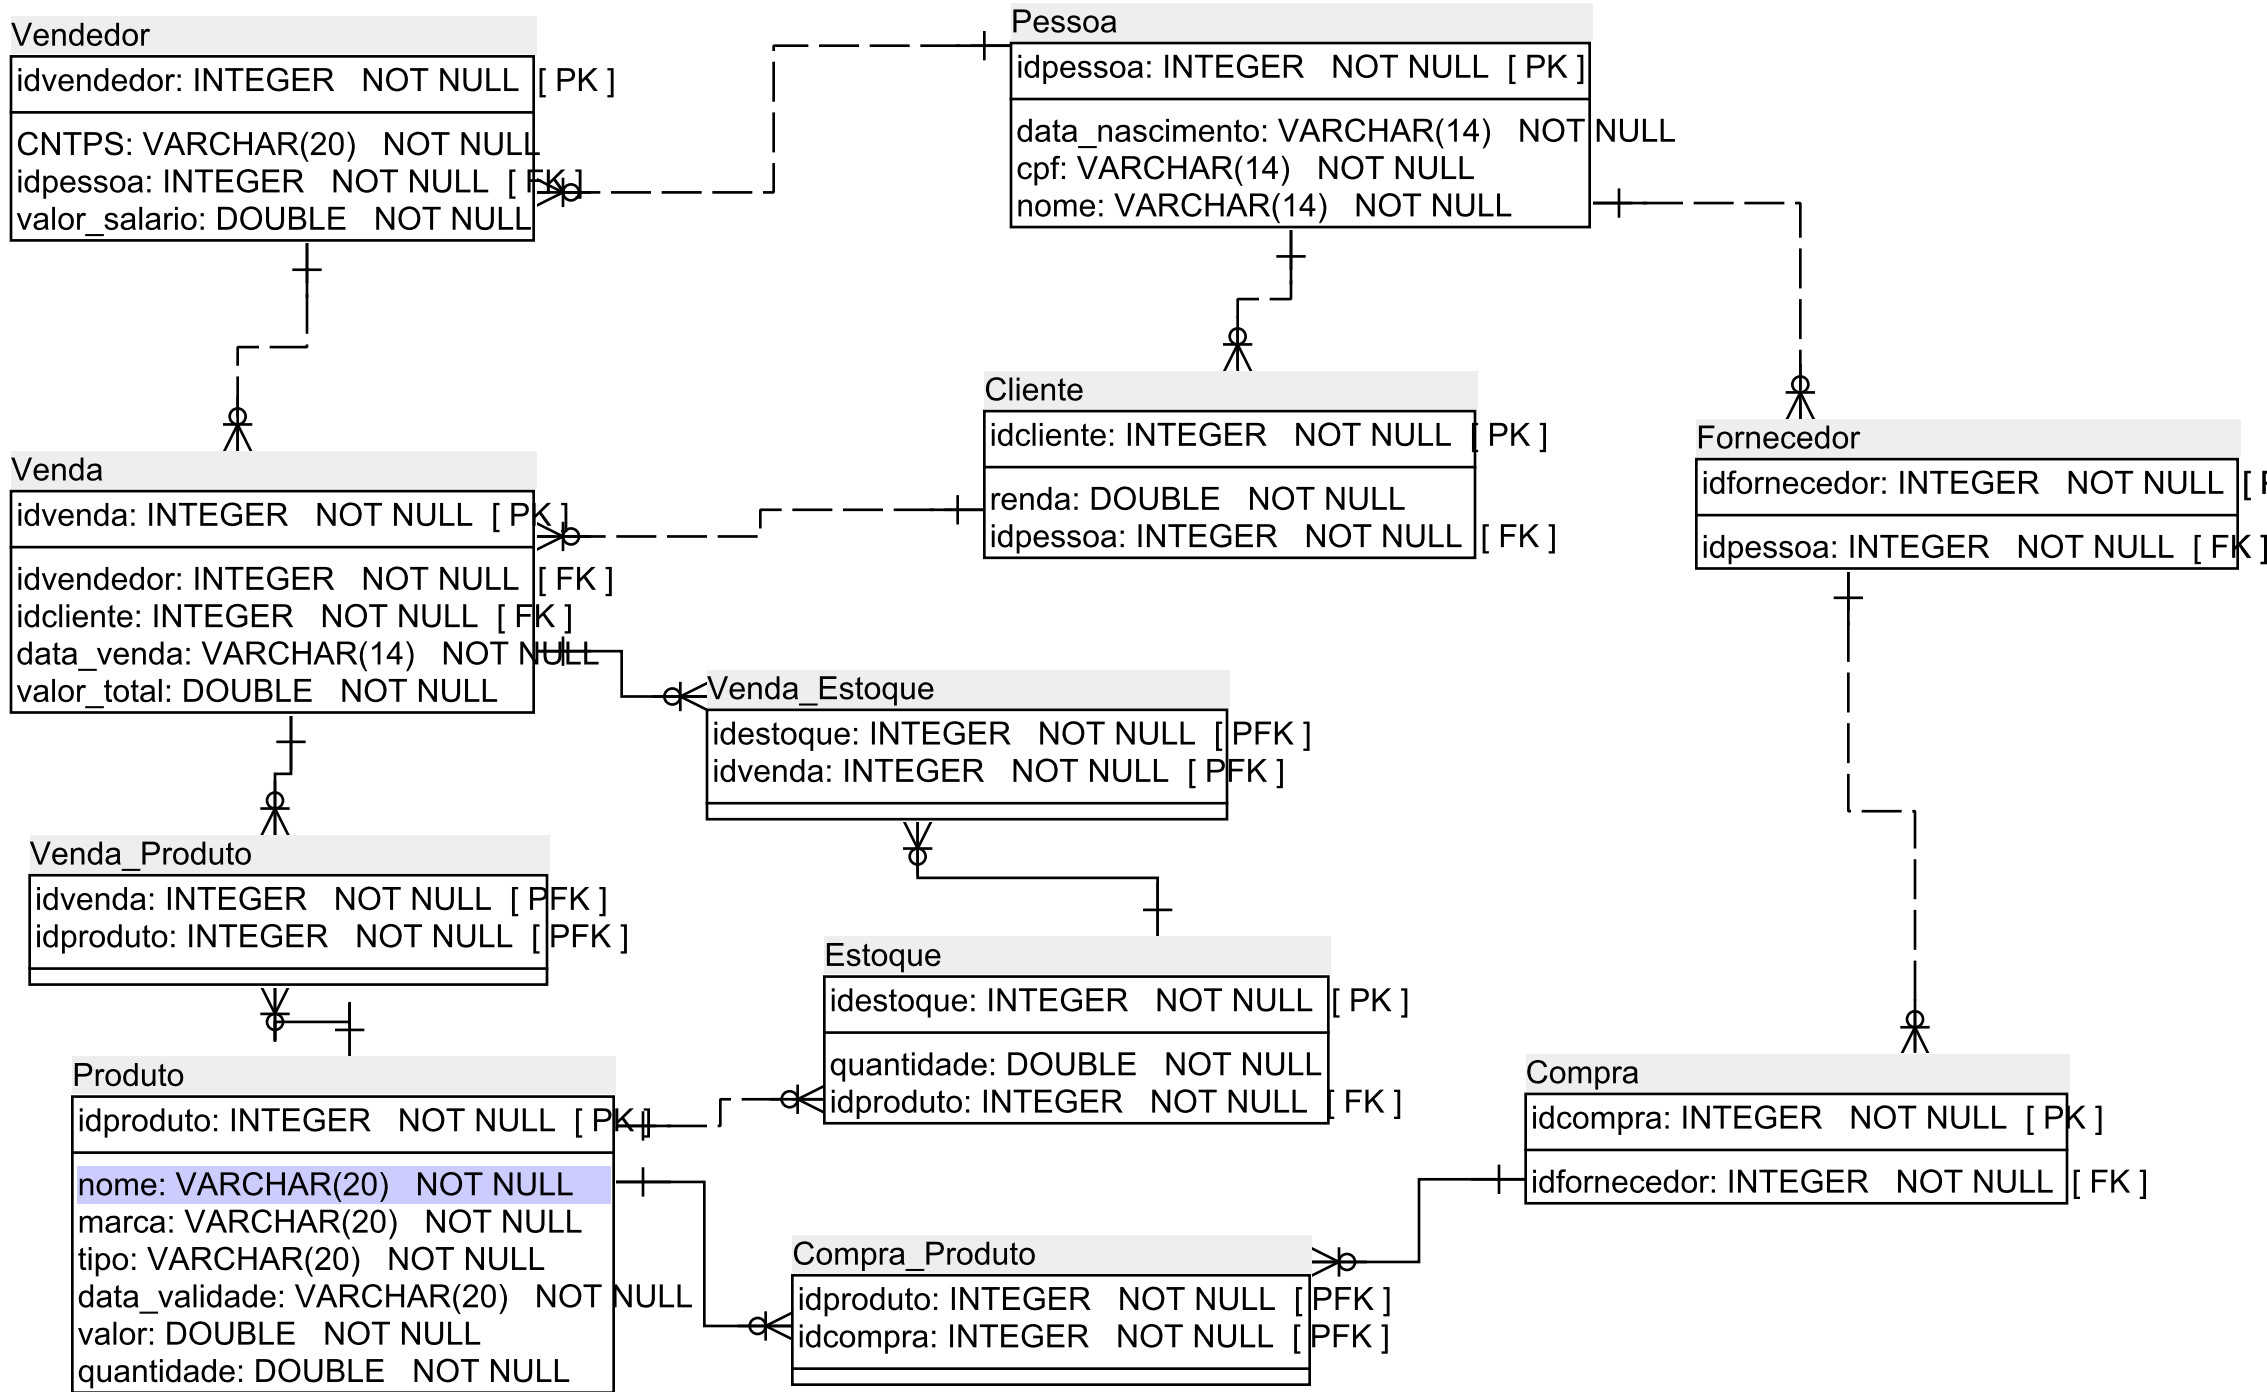 Vendedor
idvendedor: INTEGER NOT NULL [ PK ]
CNTPS: VARCHAR(20) NOT NULL
idpessoa: INTEGER NOT NULL [ FK ]
valor_salario: DOUBLE NOT NULL
Pessoa
idpessoa: INTEGER NOT NULL [ PK ]
data_nascimento: VARCHAR(14) NOT NULL
cpf: VARCHAR(14) NOT NULL
nome: VARCHAR(14) NOT NULL
Cliente
idcliente: INTEGER NOT NULL [ PK ]
renda: DOUBLE NOT NULL
idpessoa: INTEGER NOT NULL [ FK ]
Fornecedor
idfornecedor: INTEGER NOT NULL [
idpessoa: INTEGER NOT NULL [ FK ]
Venda
idvenda: INTEGER NOT NULL [ PK ]
idvendedor: INTEGER NOT NULL [ FK ]
idcliente: INTEGER NOT NULL [ FK ]
data_venda: VARCHAR(14) NOT NULL
valor_total: DOUBLE NOT NULL
Venda_Estoque
idestoque: INTEGER NOT NULL [ PFK ]
idvenda: INTEGER NOT NULL [ PFK ]
Venda_Produto
idvenda: INTEGER NOT NULL [ PFK ]
idproduto: INTEGER NOT NULL [ PFK ]
Estoque
idestoque: INTEGER NOT NULL [ PK ]
quantidade: DOUBLE NOT NULL
idproduto: INTEGER NOT NULL [ FK ]
Produto
idproduto: INTEGER NOT NULL [ PK ]
nome: VARCHAR(20) NOT NULL
marca: VARCHAR(20) NOT NULL
tipo: VARCHAR(20) NOT NULL
data_validade: VARCHAR(20) NOT NULL
valor: DOUBLE NOT NULL
quantidade: DOUBLE NOT NULL
Compra
idcompra: INTEGER NOT NULL [ PK ]
idfornecedor: INTEGER NOT NULL [ FK ]
Compra_Produto
idproduto: INTEGER NOT NULL [ PFK ]
idcompra: INTEGER NOT NULL [ PFK ]